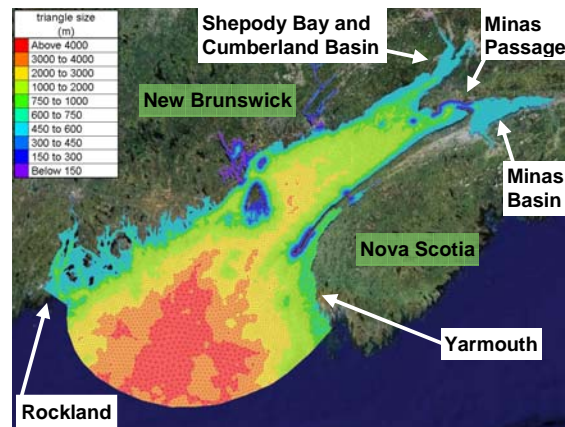 triangle size
(m)
Above 4000
3000 to 4000
2000 to 3000
1000 to 2000
750 to 1000
600 to 750
450 to 600
300 to 450
150 to 300
Below 150
Shepody Bay and
Cumberland Basin
Minas
Passage
New Brunswick
Minas
Basin
Nova Scotia
Yarmouth
Rockland